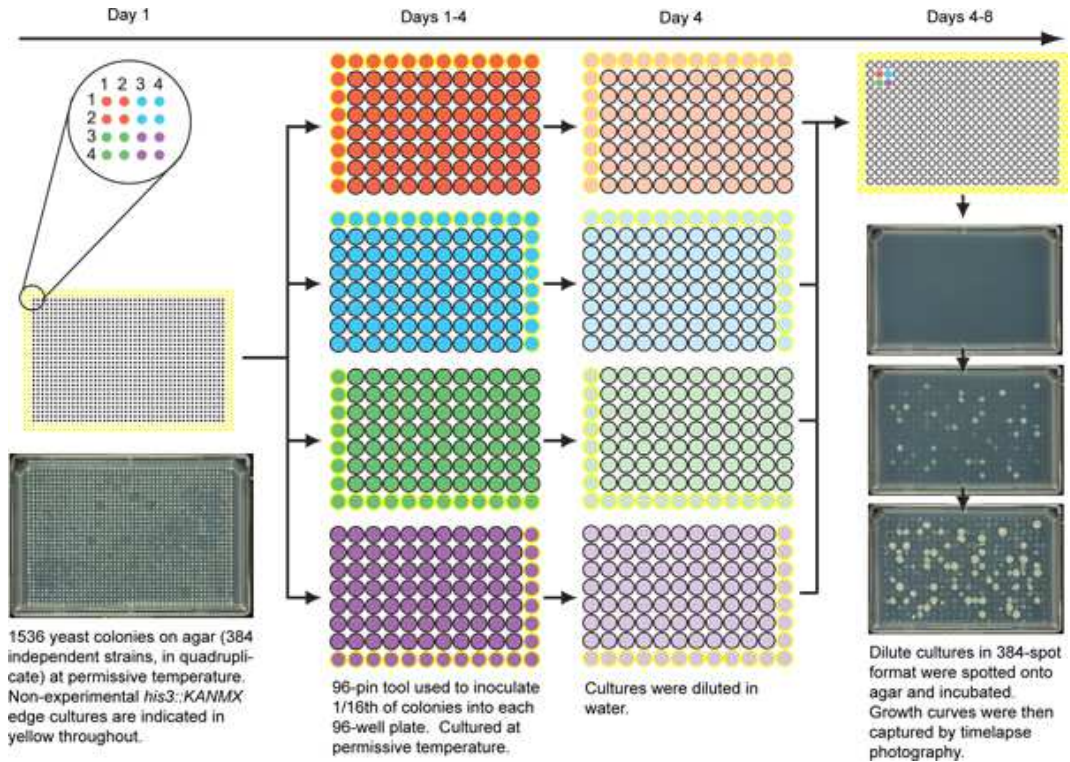 Day 1
Days 1-4
Day 4
Days 4-8
1 2 3 4
1
2
3
4
1536 yeast colonies on agar (384
independent strains, in quadrupli-
cate) at permissive temperature.
Non-experimental his3::KANMX
edge cultures are indicated in
yellow throughout.
96-pin tool used to inoculate
1/16th of colonies into each
96-well plate. Cultured at
permissive temperature.
Cultures were diluted in
water.
Dilute cultures in 384-spot
format were spotted onto
agar and incubated.
Growth curves were then
captured by timelapse
photography.